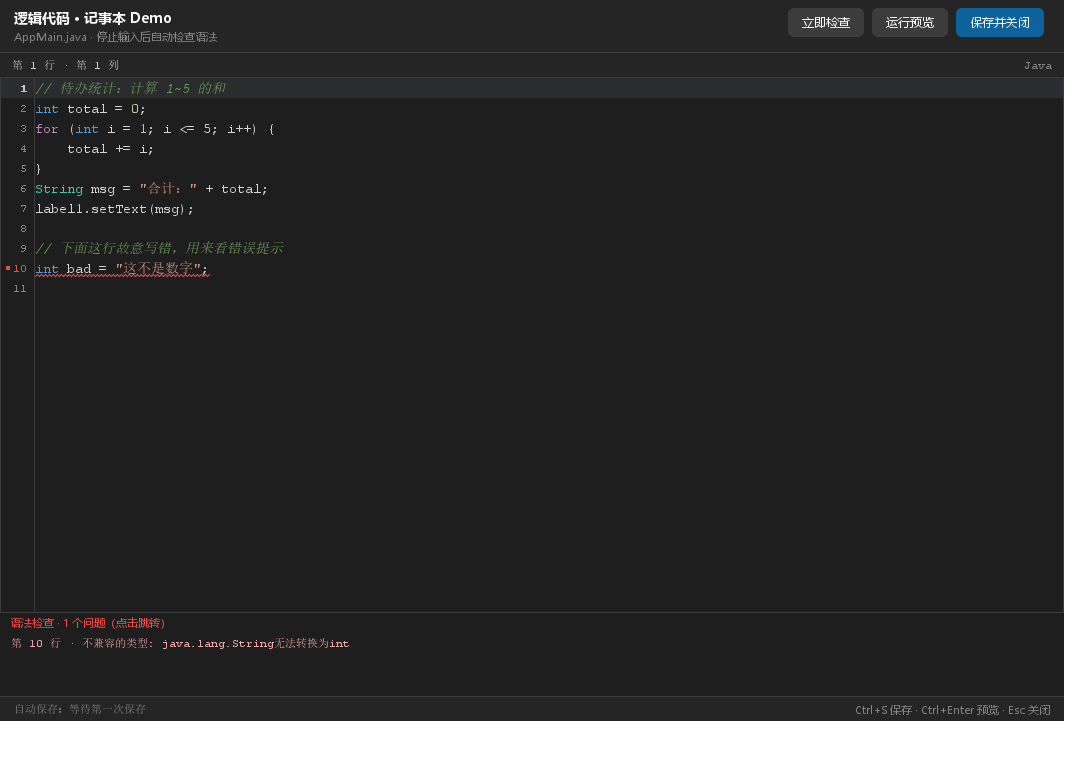 逻辑代码 • 记事本 Demo
AppMain.java · 停止输入后自动检查语法
立即检查
运行预览
保存并关闭
第 1 行 · 第 1 列
Java
1 // 待办统计: 计算 1~5 的和
2 int total = 0;
3 for (int i = 1; i <= 5; i++) {
4     total += i;
5 }
6 String msg = "合计: " + total;
7 label1.setText(msg);
8
9 // 下面这行故意写错, 用来看错误提示
10 int bad = "这不是数字";
11
语法检查 · 1 个问题 (点击跳转)
第 10 行 · 不兼容的类型: java.lang.String无法转换为int
自动保存: 等待第一次保存
Ctrl+S 保存 · Ctrl+Enter 预览 · Esc 关闭